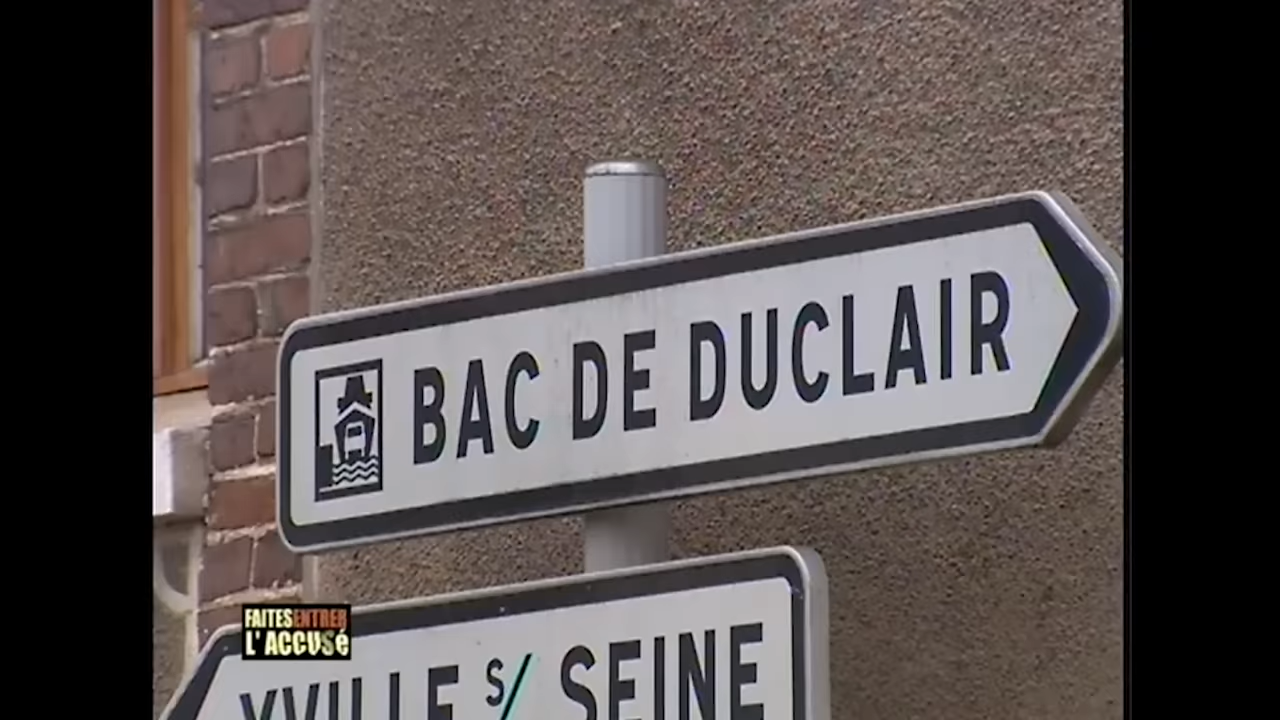 BAC DE DUCLAIR
FAITES ENTRER
L'ACCUSÉ
YVILLE S/ SEINE